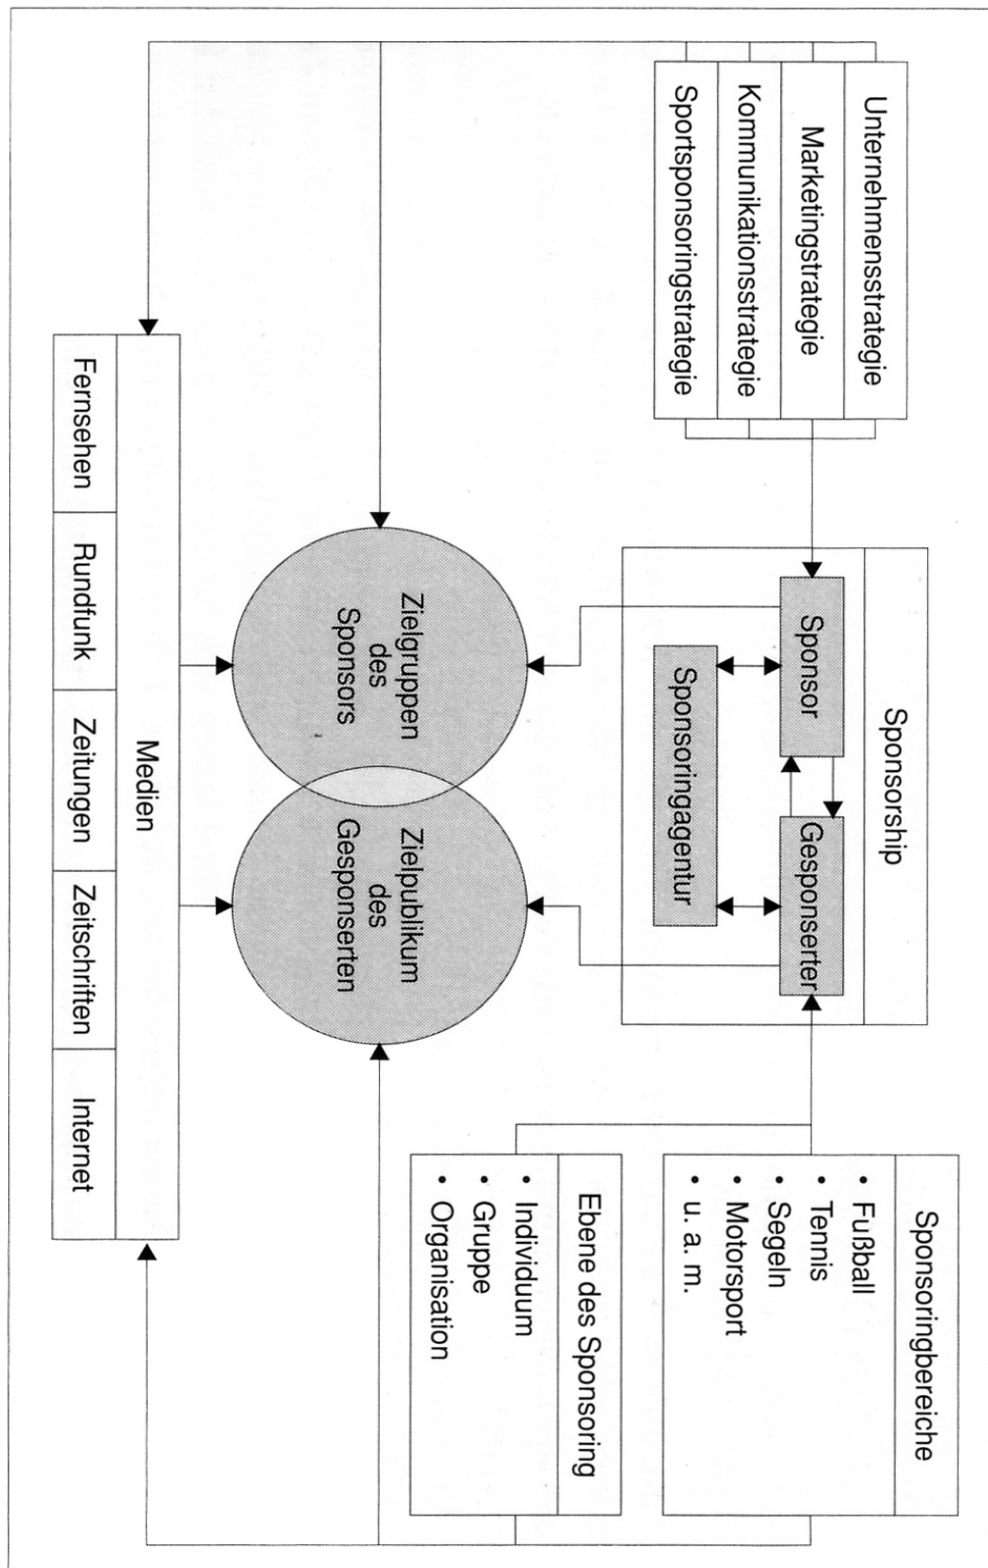 Unternehmensstrategie
Marketingstrategie
Kommunikationsstrategie
Sportsponsoringstrategie
Sponsorship
Sponsor
Gesponserter
Sponsoringagentur
Sponsoringbereiche
• Fußball
• Tennis
• Segeln
• Motorsport
• u. a. m.
Ebene des Sponsoring
• Individuum
• Gruppe
• Organisation
Zielgruppen
des
Sponsors
Zielpublikum
des
Gesponserten
Medien
Fernsehen
Rundfunk
Zeitungen
Zeitschriften
Internet